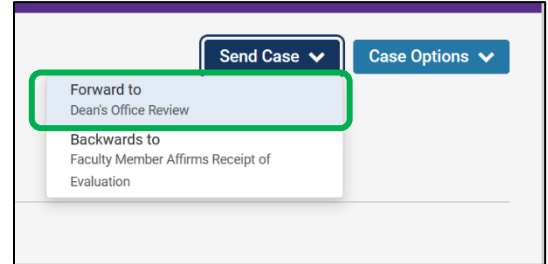 Send Case
Case Options
Forward to
Dean's Office Review
Backwards to
Faculty Member Affirms Receipt of
Evaluation